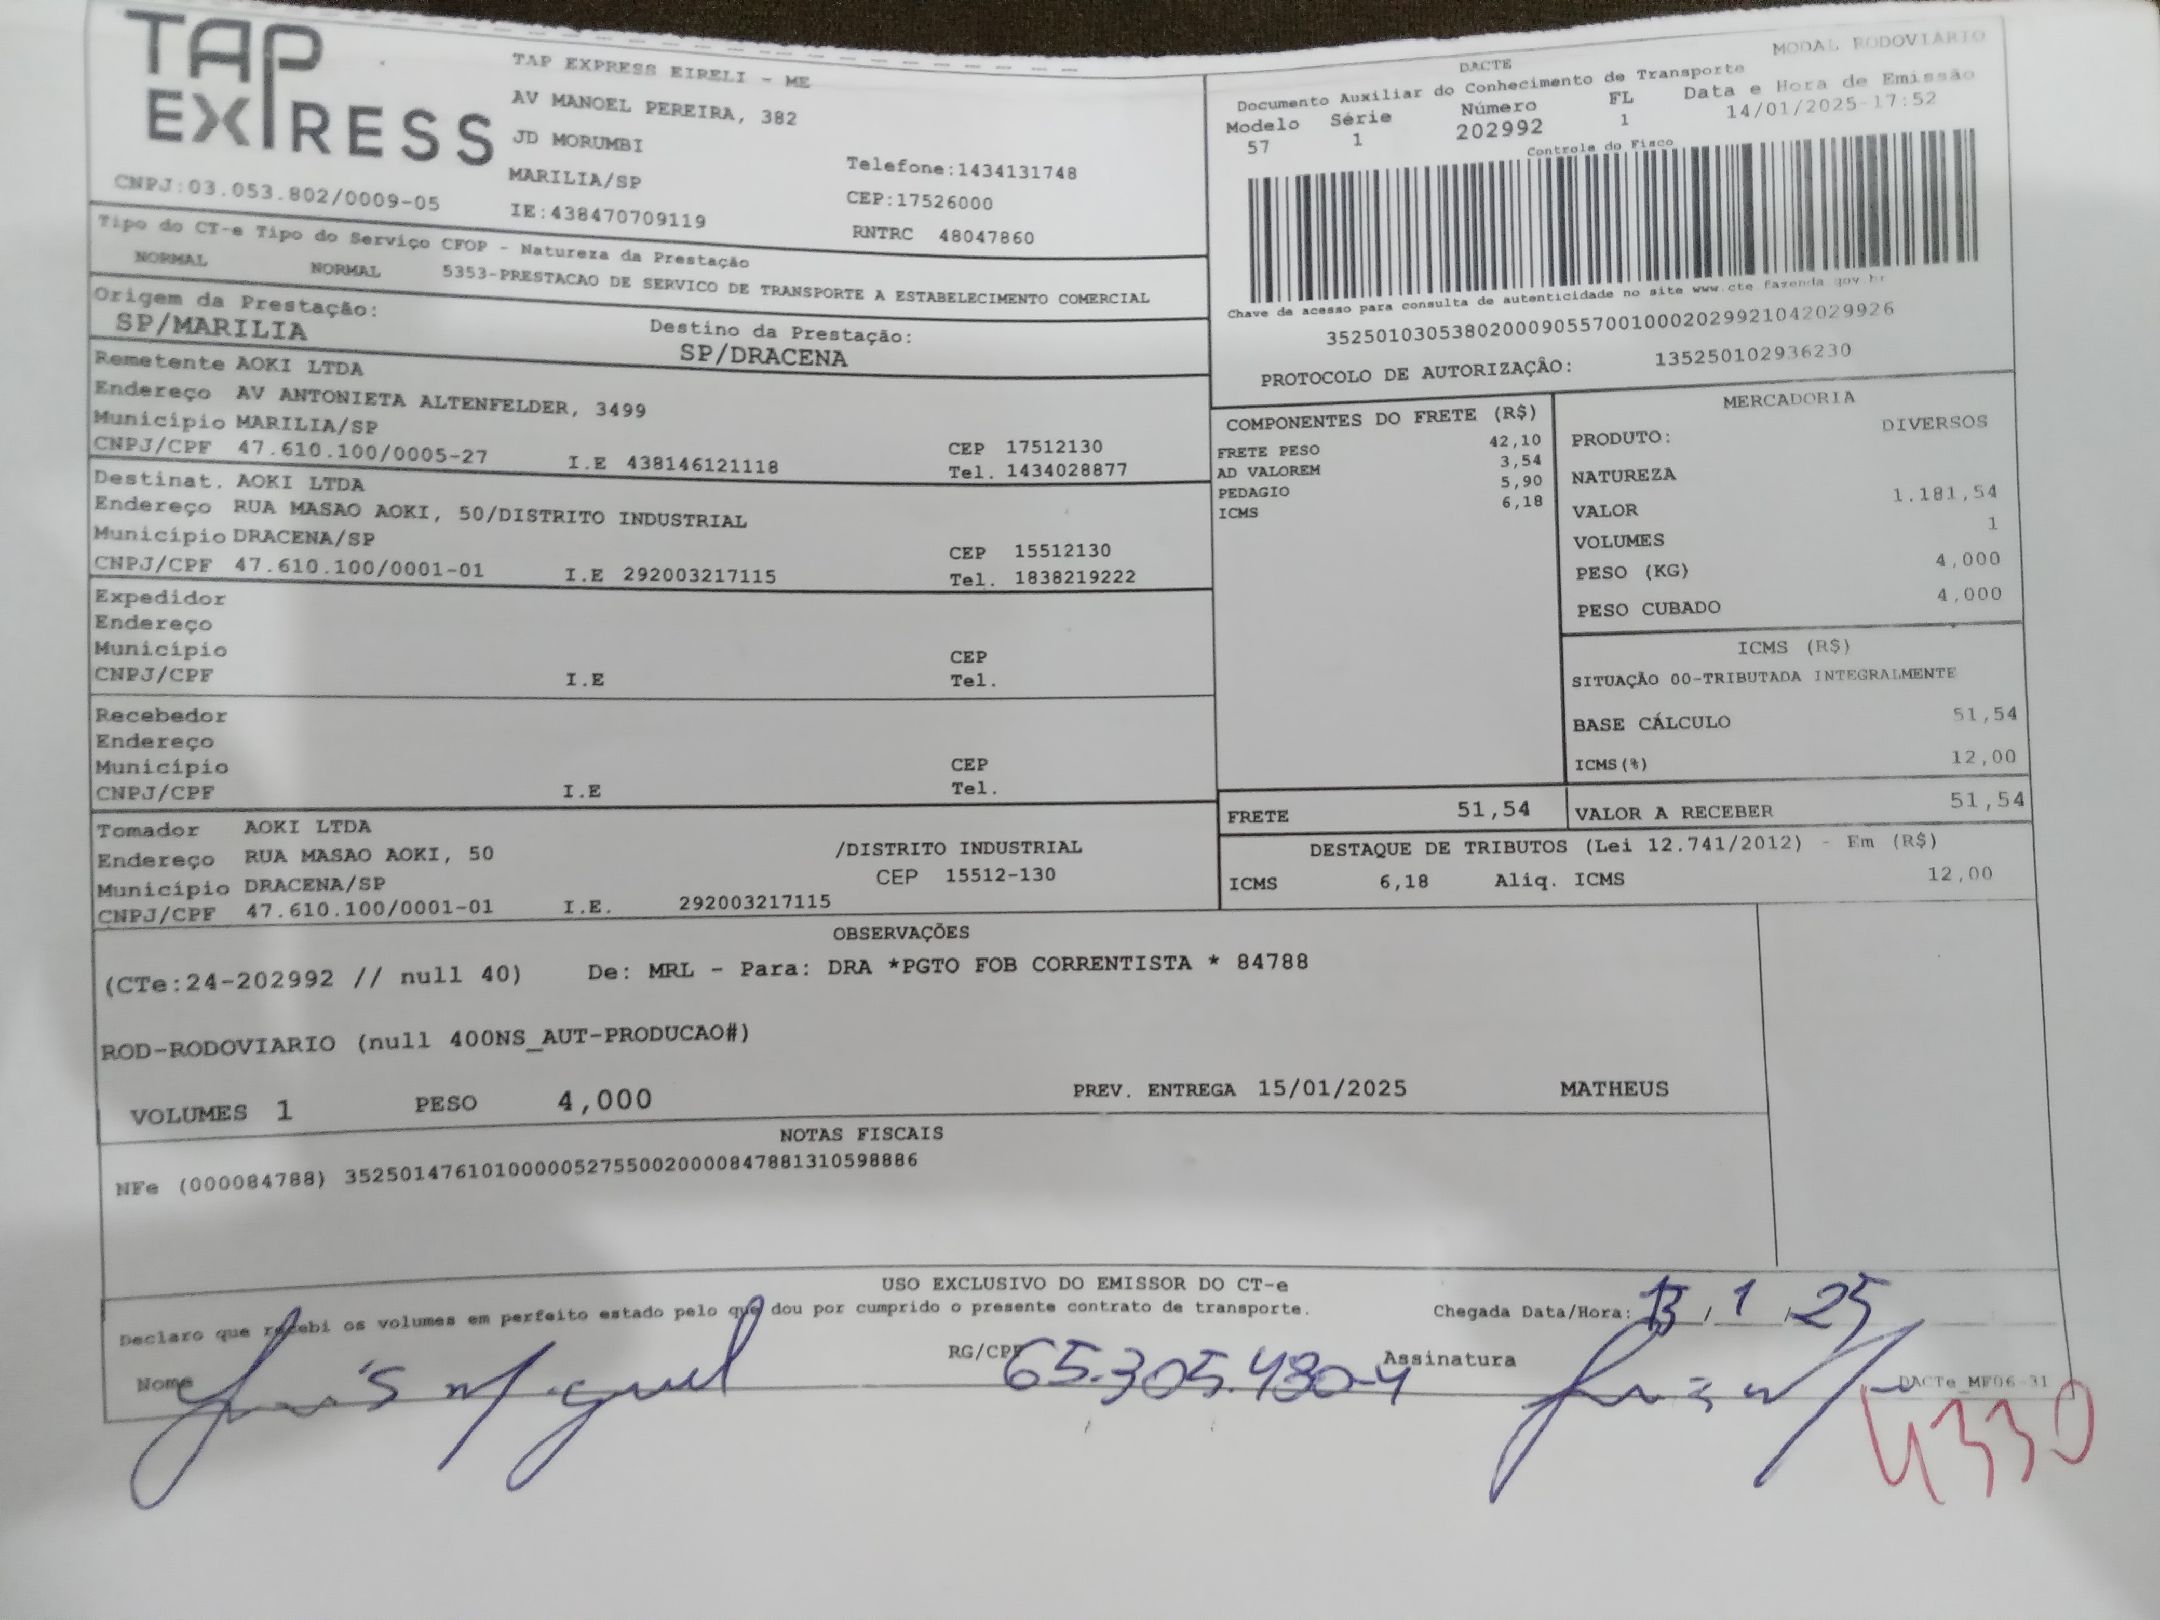 TAP
EXPRESS
TAP EXPRESS EIRELI - ME
AV MANOEL PEREIRA, 382
JD MORUMBI
MARILIA/SP
Telefone:1434131748
CEP:17526000
CNPJ:03.053.802/0009-05
IE:438470709119
RNTRC 48047860
DACTE
MODAL RODOVIÁRIO
Documento Auxiliar do Conhecimento de Transporte
Modelo Série Número FL Data e Hora de Emissão
57 1 202992 1 14/01/2025-17:52
Controle do Fisco
Chave de acesso para consulta de autenticidade no site www.cte.fazenda.gov.br
35250103053802000905570010002029921042029926
PROTOCOLO DE AUTORIZAÇÃO: 135250102936230
Tipo do CT-e Tipo do Serviço CFOP - Natureza da Prestação
NORMAL NORMAL 5353-PRESTACAO DE SERVICO DE TRANSPORTE A ESTABELECIMENTO COMERCIAL
Origem da Prestação: Destino da Prestação:
SP/MARILIA SP/DRACENA
Remetente AOKI LTDA
Endereço AV ANTONIETA ALTENFELDER, 3499
Município MARILIA/SP CEP 17512130
CNPJ/CPF 47.610.100/0005-27 I.E 438146121118 Tel. 1434028877
Destinat. AOKI LTDA
Endereço RUA MASAO AOKI, 50/DISTRITO INDUSTRIAL
Município DRACENA/SP CEP 15512130
CNPJ/CPF 47.610.100/0001-01 I.E 292003217115 Tel. 1838219222
Expedidor
Endereço
Município CEP
CNPJ/CPF I.E Tel.
Recebedor
Endereço
Município CEP
CNPJ/CPF I.E Tel.
Tomador AOKI LTDA
Endereço RUA MASAO AOKI, 50 /DISTRITO INDUSTRIAL
Município DRACENA/SP CEP 15512-130
CNPJ/CPF 47.610.100/0001-01 I.E. 292003217115
COMPONENTES DO FRETE (R$)
FRETE PESO 42,10
AD VALOREM 3,54
PEDAGIO 5,90
ICMS 6,18
MERCADORIA
PRODUTO: DIVERSOS
NATUREZA
VALOR 1.181,54
VOLUMES 1
PESO (KG) 4,000
PESO CUBADO 4,000
ICMS (R$)
SITUAÇÃO 00-TRIBUTADA INTEGRALMENTE
BASE CÁLCULO 51,54
ICMS(%) 12,00
FRETE 51,54 VALOR A RECEBER 51,54
DESTAQUE DE TRIBUTOS (Lei 12.741/2012) - Em (R$)
ICMS 6,18 Aliq. ICMS 12,00
OBSERVAÇÕES
(CTe:24-202992 // null 40) De: MRL - Para: DRA *PGTO FOB CORRENTISTA * 84788
ROD-RODOVIARIO (null 400NS_AUT-PRODUCAO#)
VOLUMES 1 PESO 4,000 PREV. ENTREGA 15/01/2025 MATHEUS
NOTAS FISCAIS
NFe (000084788) 35250147610100000527550020000847881310598886
USO EXCLUSIVO DO EMISSOR DO CT-e
Declaro que recebi os volumes em perfeito estado pelo que dou por cumprido o presente contrato de transporte.
Chegada Data/Hora: / 1 / 25
Nome Luis Miguel RG/CPF 65.305.480-4 Assinatura
DACTe_MF06-31
4330